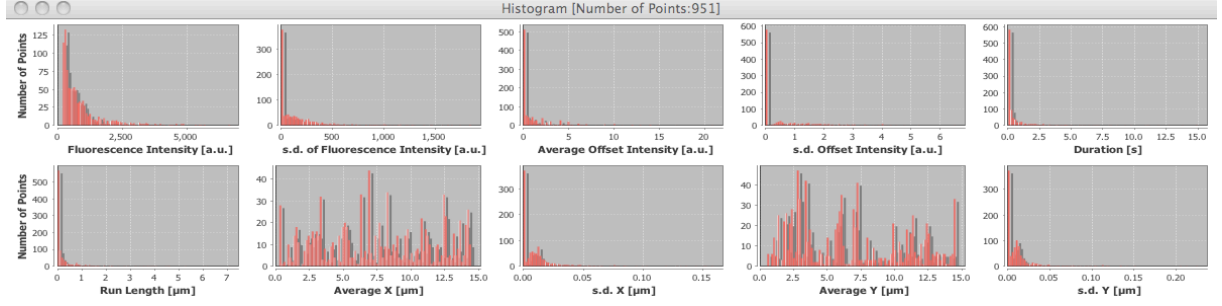 Histogram [Number of Points:951]
Number of Points
125
100
75
50
25
0
0 2,500 5,000
Fluorescence Intensity [a.u.]
300
200
100
0
0 500 1,000 1,500
s.d. of Fluorescence Intensity [a.u.]
500
400
300
200
100
0
0 5 10 15 20
Average Offset Intensity [a.u.]
600
500
400
300
200
100
0
0 1 2 3 4 5 6
s.d. Offset Intensity [a.u.]
600
500
400
300
200
100
0
0.0 2.5 5.0 7.5 10.0 12.5 15.0
Duration [s]
Number of Points
500
400
300
200
100
0
0 1 2 3 4 5 6 7
Run Length [µm]
40
30
20
10
0
0.0 2.5 5.0 7.5 10.0 12.5 15.0
Average X [µm]
300
200
100
0
0.00 0.05 0.10 0.15
s.d. X [µm]
40
30
20
10
0
0.0 2.5 5.0 7.5 10.0 12.5 15.0
Average Y [µm]
300
200
100
0
0.00 0.05 0.10 0.15 0.20
s.d. Y [µm]